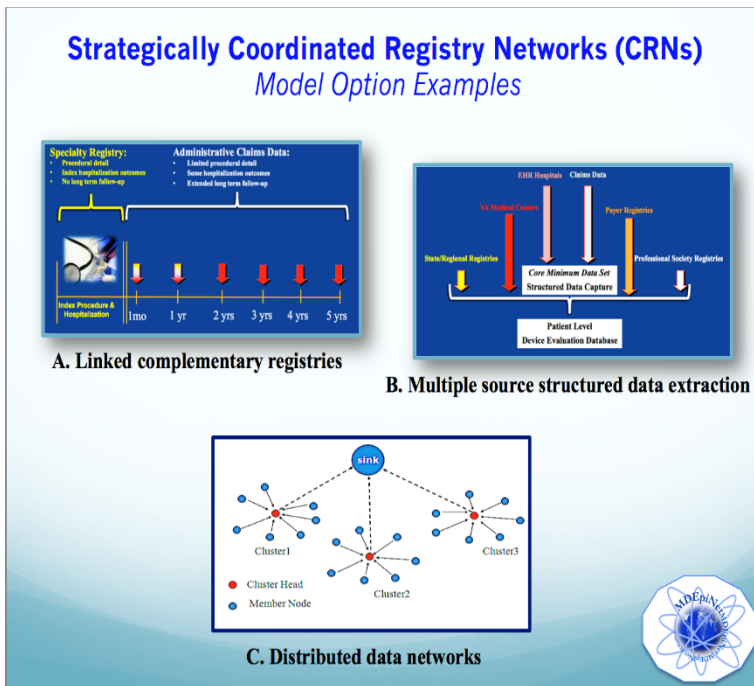 Strategically Coordinated Registry Networks (CRNs)
Model Option Examples
Specialty Registry:
• Procedural detail
• Index hospitalization outcomes
• No long term follow-up
Administrative Claims Data:
• Limited procedural detail
• Some hospitalization outcomes
• Extended long term follow-up
Index Procedure &
Hospitalization
1mo
1 yr
2 yrs
3 yrs
4 yrs
5 yrs
A. Linked complementary registries
EHR Hospitals
Claims Data
VA Medical Centers
Payer Registries
State/Regional Registries
Professional Society Registries
Core Minimum Data Set
Structured Data Capture
Patient Level
Device Evaluation Database
B. Multiple source structured data extraction
sink
Cluster1
Cluster2
Cluster3
Cluster Head
Member Node
C. Distributed data networks
MDEpiNet